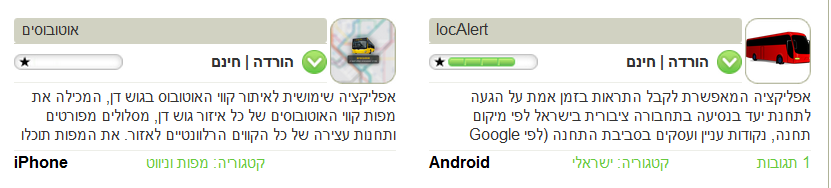 locAlert
הורדה | חינם
אפליקציה המאפשרת לקבל התראות בזמן אמת על הגעה
לתחנת יעד בנסיעה בתחבורה ציבורית בישראל לפי מיקום
תחנה, נקודות עניין ועסקים בסביבת התחנה (לפי Google
1 תגובות
קטגוריה: ישראלי
Android
אוטובוסים
הורדה | חינם
אפליקציה שימושית לאיתור קווי האוטובוס בגוש דן, המכילה את
מפות קווי האוטובוסים של כל איזור גוש דן, מסלולים מפורטים
ותחנות עצירה של כל הקווים הרלוונטיים לאזור. את המפות תוכלו
קטגוריה: מפות וניווט
iPhone